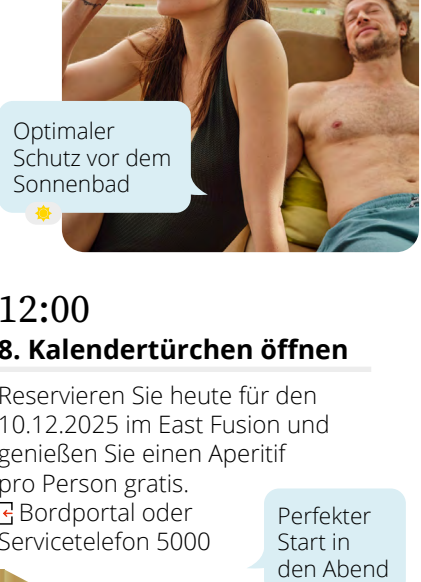 Optimaler
Schutz vor dem
Sonnenbad
12:00
8. Kalendertürchen öffnen
Reservieren Sie heute für den
10.12.2025 im East Fusion und
genießen Sie einen Aperitif
pro Person gratis.
Bordportal oder
Servicetelefon 5000
Perfekter
Start in
den Abend